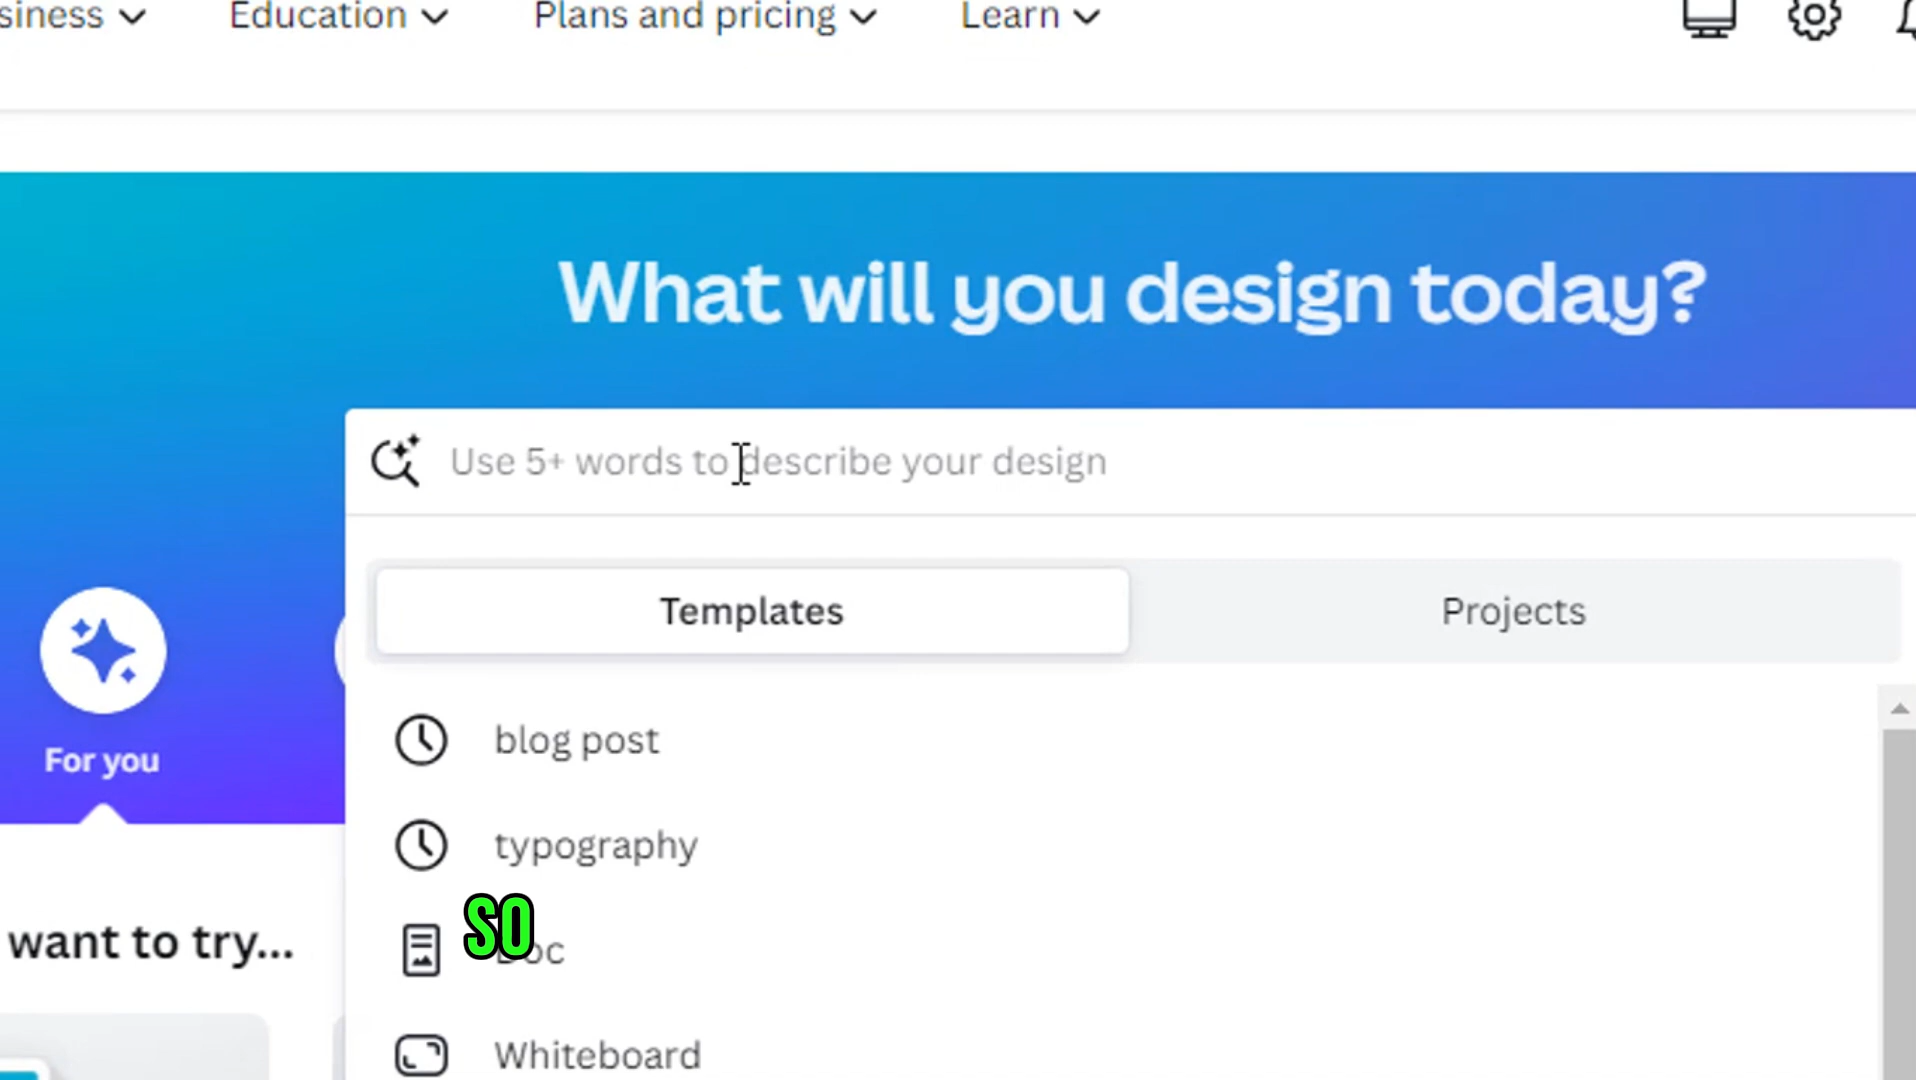 siness Education Plans and pricing Learn
What will you design today?
Use 5+ words to describe your design
Templates Projects
blog post
For you
typography
SO
want to try...
oc
Whiteboard